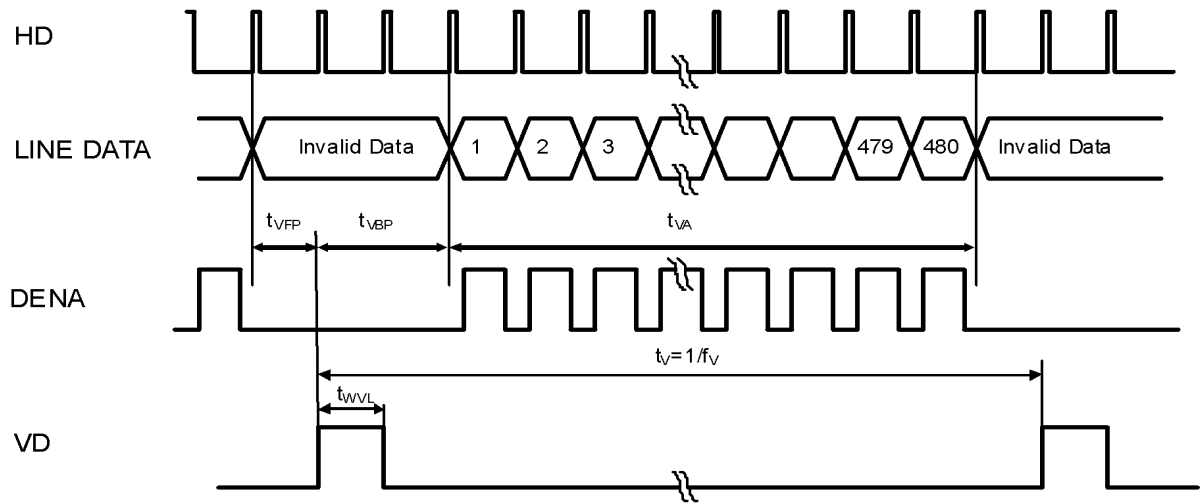 HD
LINE DATA
Invalid Data
1
2
3
479
480
Invalid Data
tVFP
tVBP
tVA
DENA
tV=1/fV
tWVL
VD